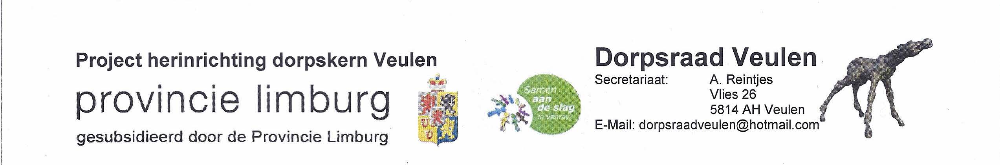 Project herinrichting dorpskern Veulen
provincie limburg
gesubsidieerd door de Provincie Limburg
Samen
aan
de slag
in Venray!
Dorpsraad Veulen
Secretariaat: A. Reintjes
Vlies 26
5814 AH Veulen
E-Mail: dorpsraadveulen@hotmail.com